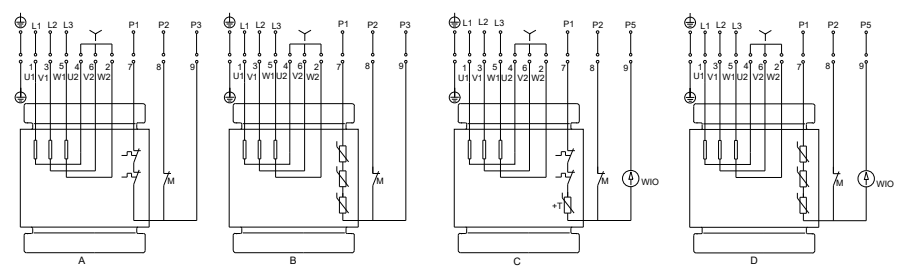 L1 L2 L3 P1 P2 P3
1 3 5 4 6 2 7 8 9
U1 V1 W1 U2 V2 W2
M
A
L1 L2 L3 P1 P2 P3
1 3 5 4 6 2 7 8 9
U1 V1 W1 U2 V2 W2
M
B
L1 L2 L3 P1 P2 P5
1 3 5 4 6 2 7 8 9
U1 V1 W1 U2 V2 W2
M WIO
+T
C
L1 L2 L3 P1 P2 P5
1 3 5 4 6 2 7 8 9
U1 V1 W1 U2 V2 W2
M WIO
D